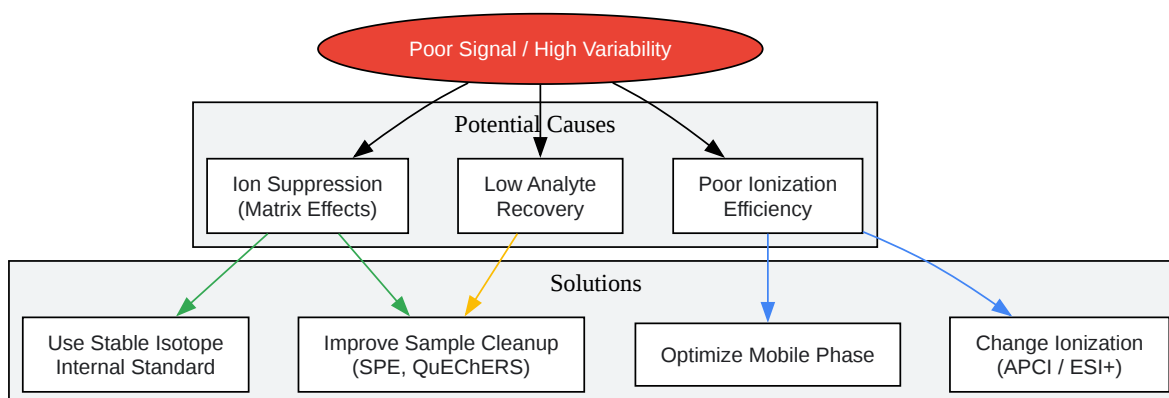 Poor Signal / High Variability
Potential Causes
Ion Suppression
(Matrix Effects)
Low Analyte
Recovery
Poor Ionization
Efficiency
Solutions
Use Stable Isotope
Internal Standard
Improve Sample Cleanup
(SPE, QuEChERS)
Optimize Mobile Phase
Change Ionization
(APCI / ESI+)